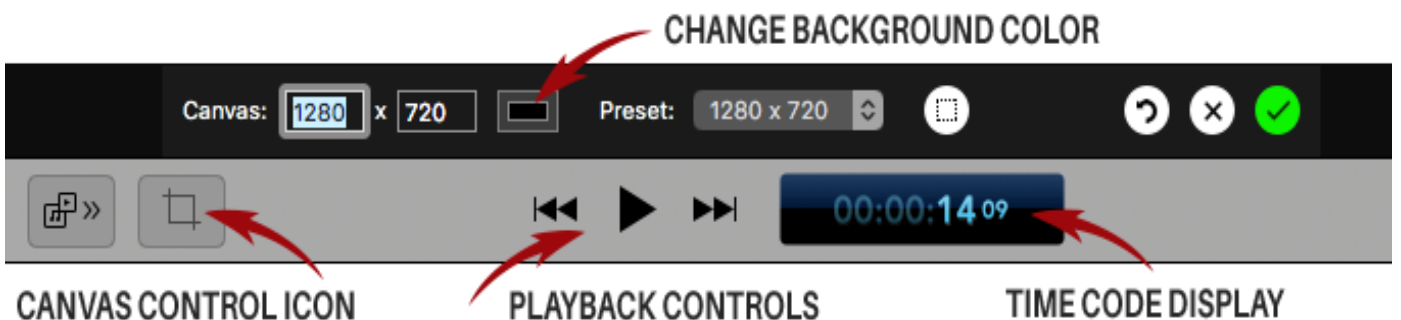 CHANGE BACKGROUND COLOR
Canvas: 1280 x 720 Preset: 1280 x 720
00:00:14 09
CANVAS CONTROL ICON PLAYBACK CONTROLS TIME CODE DISPLAY